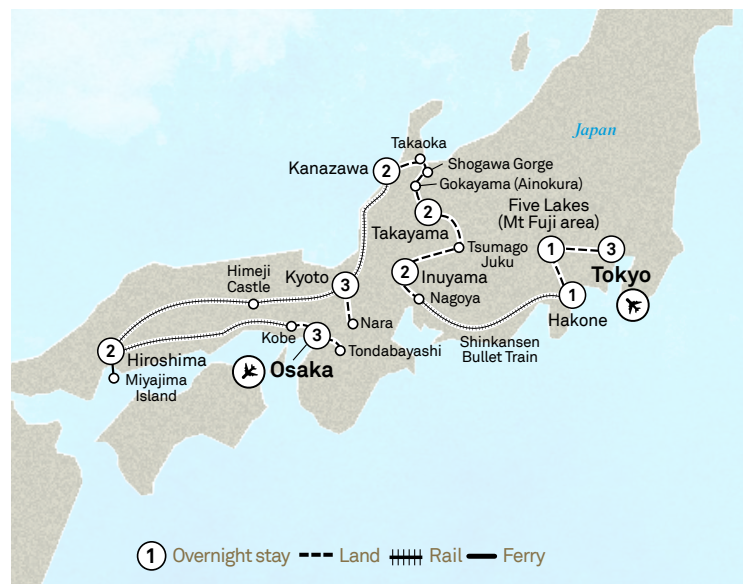 Japan
Takaoka
Kanazawa
2
Shogawa Gorge
Gokayama (Ainokura)
2
Takayama
Five Lakes
(Mt Fuji area)
1
3
Tokyo
Tsumago
Juku
2
Inuyama
Nagoya
1
Hakone
Shinkansen
Bullet Train
Himeji
Castle
Kyoto
3
Nara
Kobe
3
Tondabayashi
Osaka
2
Hiroshima
Miyajima
Island
1 Overnight stay Land Rail Ferry